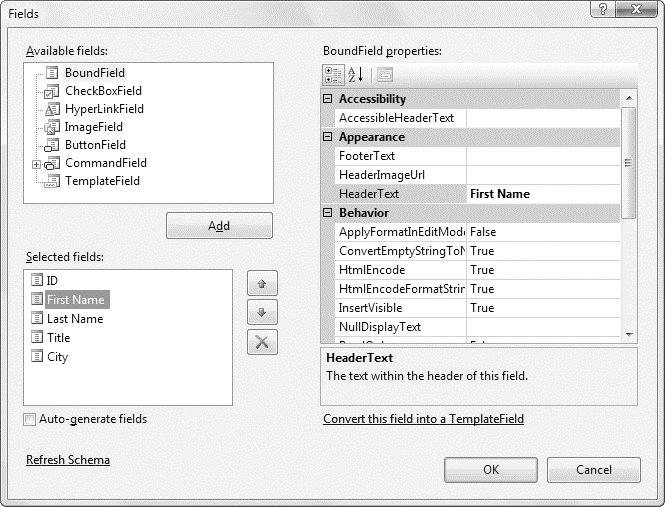 Fields
Available fields:
BoundField
CheckBoxField
HyperLinkField
ImageField
ButtonField
CommandField
TemplateField
Add
Selected fields:
ID
First Name
Last Name
Title
City
Auto-generate fields
Refresh Schema
BoundField properties:
Accessibility
AccessibleHeaderText
Appearance
FooterText
HeaderImageUrl
HeaderText First Name
Behavior
ApplyFormatInEditMode False
ConvertEmptyStringToN True
HtmlEncode True
HtmlEncodeFormatStrin True
InsertVisible True
NullDisplayText
HeaderText
The text within the header of this field.
Convert this field into a TemplateField
OK
Cancel